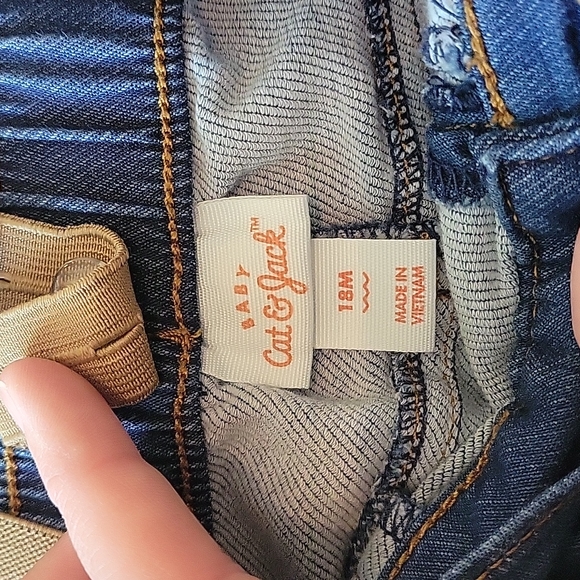 BABY
Cat & Jack™
18M
MADE IN
VIETNAM